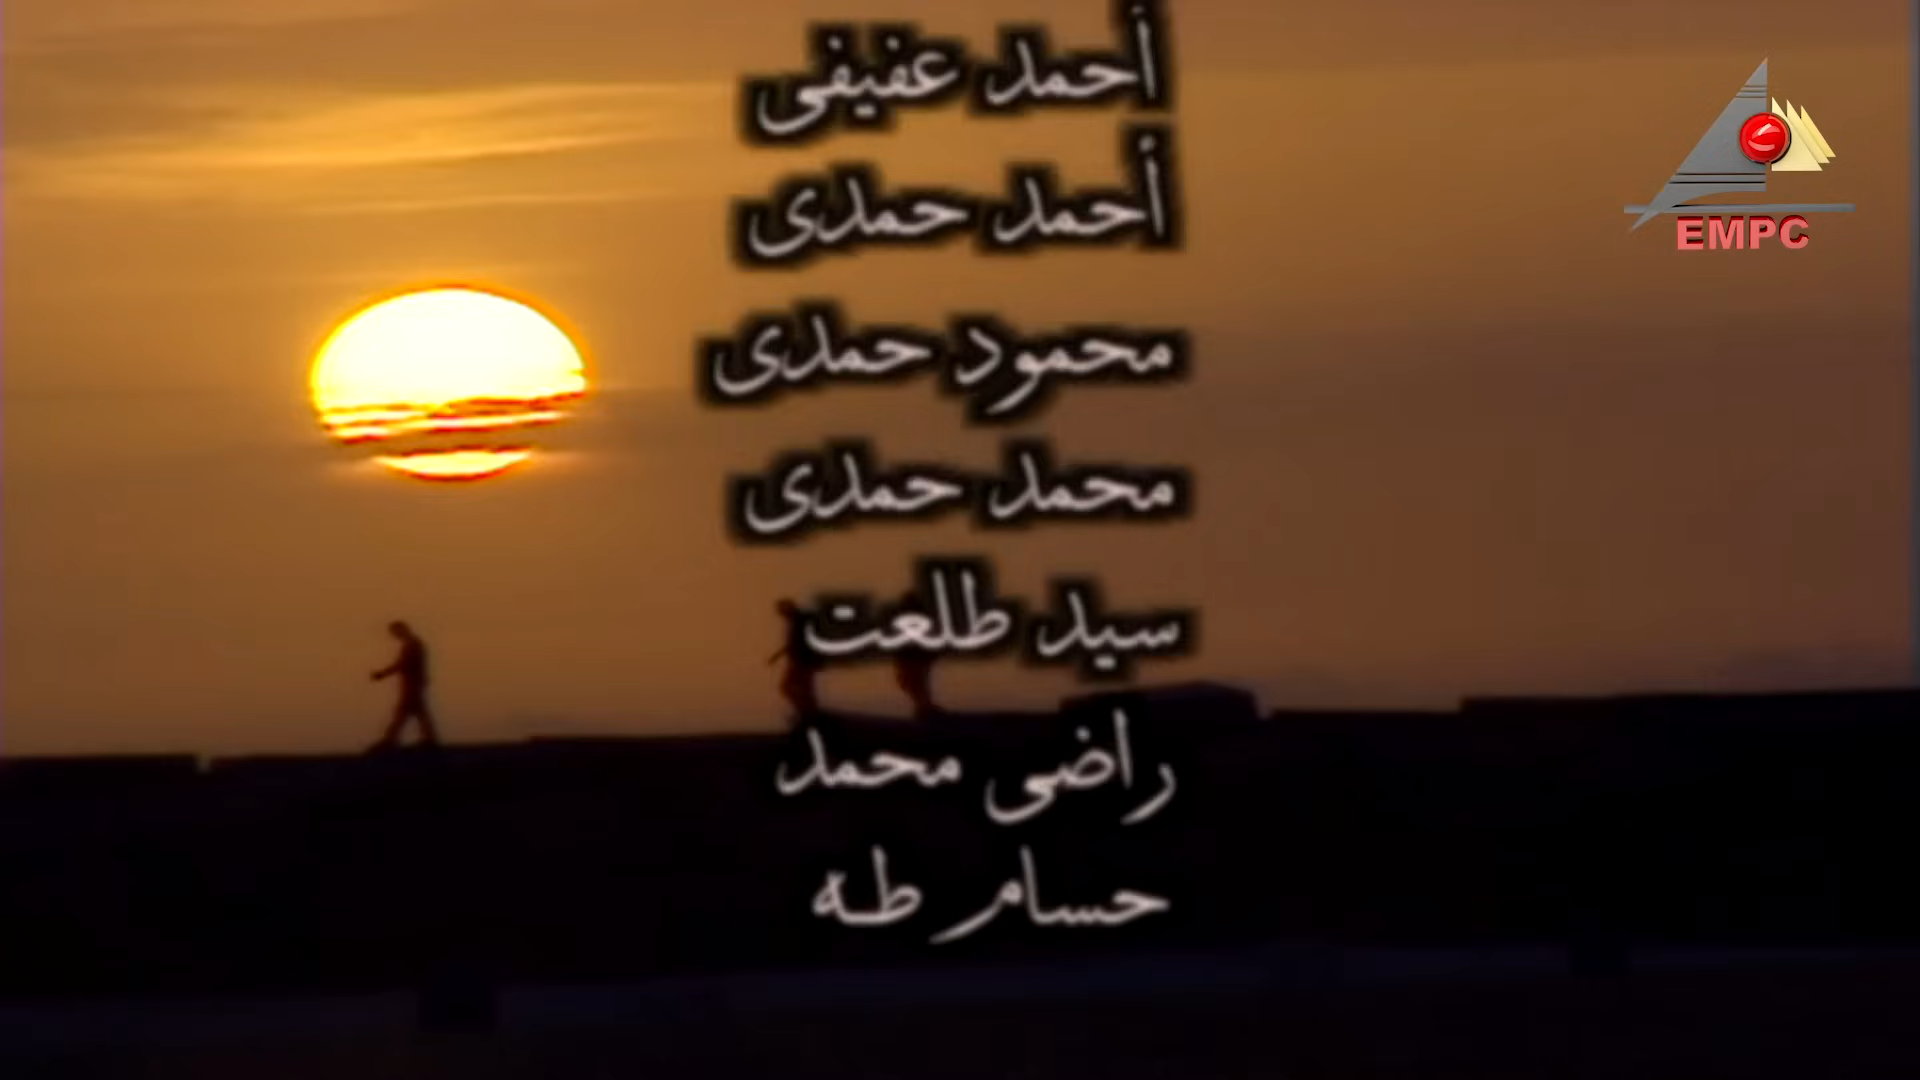 أحمد عفيفى
أحمد حمدى
محمود حمدى
محمد حمدى
سيد طلعت
راضى محمد
حسام طه
EMPC